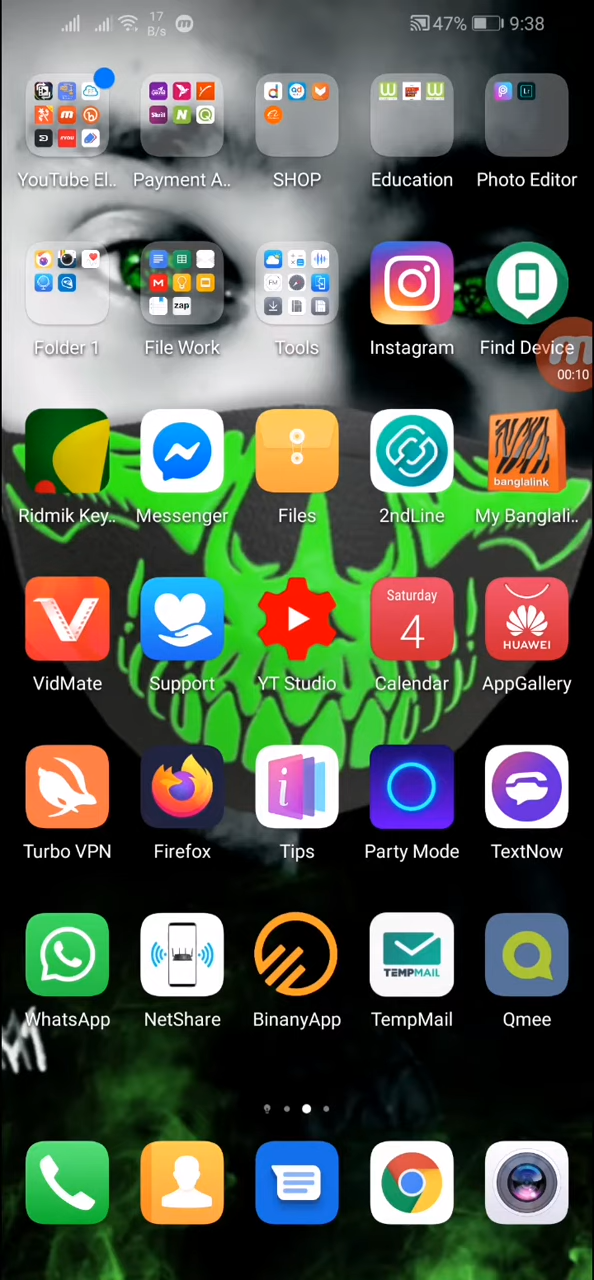 17
B/s
47%
9:38
YouTube El..
Payment A..
SHOP
Education
Photo Editor
Folder 1
File Work
Tools
Instagram
Find Device
00:10
Ridmik Key..
Messenger
Files
2ndLine
banglalink
My Banglali..
VidMate
Support
YT Studio
Saturday
4
Calendar
HUAWEI
AppGallery
Turbo VPN
Firefox
Tips
Party Mode
TextNow
WhatsApp
NetShare
BinanyApp
TEMPMAIL
TempMail
Qmee